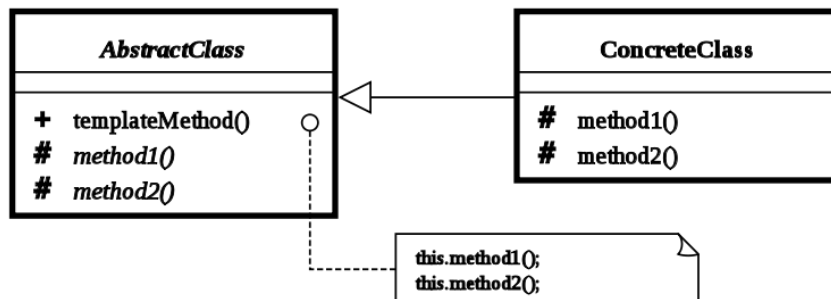 AbstractClass
+ templateMethod()
# method1()
# method2()
ConcreteClass
# method1()
# method2()
this.method1();
this.method2();